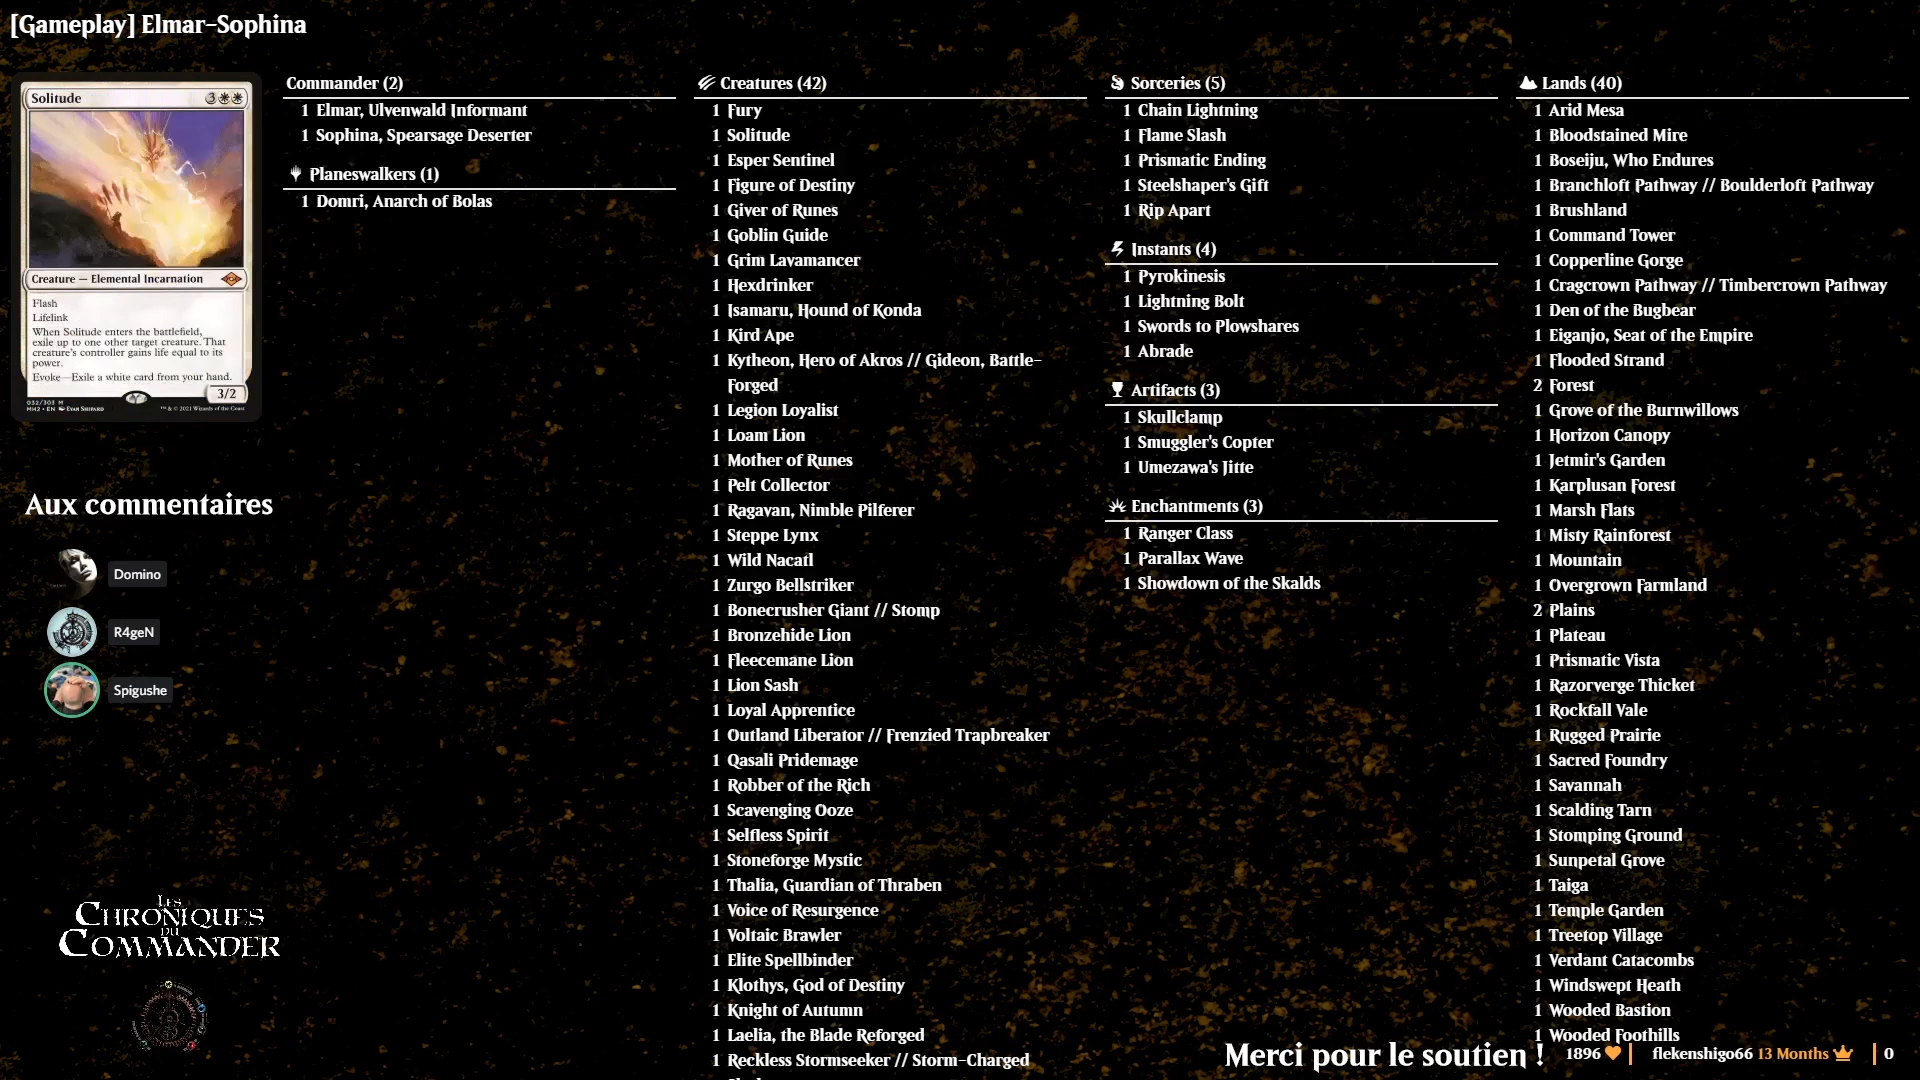 [Gameplay] Elmar-Sophina
Solitude 3
Creature — Elemental Incarnation
Flash
Lifelink
When Solitude enters the battlefield,
exile up to one other target creature. That
creature's controller gains life equal to its
power.
Evoke—Exile a white card from your hand.
3/2
032/303 M
MH2 • EN Evan Shipard
™ & © 2021 Wizards of the Coast
Aux commentaires
Domino
R4geN
Spigushe
Les
Chroniques
du
Commander
Commander (2)
1 Elmar, Ulvenwald Informant
1 Sophina, Spearsage Deserter
Planeswalkers (1)
1 Domri, Anarch of Bolas
Creatures (42)
1 Fury
1 Solitude
1 Esper Sentinel
1 Figure of Destiny
1 Giver of Runes
1 Goblin Guide
1 Grim Lavamancer
1 Hexdrinker
1 Isamaru, Hound of Konda
1 Kird Ape
1 Kytheon, Hero of Akros // Gideon, Battle-
Forged
1 Legion Loyalist
1 Loam Lion
1 Mother of Runes
1 Pelt Collector
1 Ragavan, Nimble Pilferer
1 Steppe Lynx
1 Wild Nacatl
1 Zurgo Bellstriker
1 Bonecrusher Giant // Stomp
1 Bronzehide Lion
1 Fleecemane Lion
1 Lion Sash
1 Loyal Apprentice
1 Outland Liberator // Frenzied Trapbreaker
1 Qasali Pridemage
1 Robber of the Rich
1 Scavenging Ooze
1 Selfless Spirit
1 Stoneforge Mystic
1 Thalia, Guardian of Thraben
1 Voice of Resurgence
1 Voltaic Brawler
1 Elite Spellbinder
1 Klothys, God of Destiny
1 Knight of Autumn
1 Laelia, the Blade Reforged
1 Reckless Stormseeker // Storm-Charged
Sorceries (5)
1 Chain Lightning
1 Flame Slash
1 Prismatic Ending
1 Steelshaper's Gift
1 Rip Apart
Instants (4)
1 Pyrokinesis
1 Lightning Bolt
1 Swords to Plowshares
1 Abrade
Artifacts (3)
1 Skullclamp
1 Smuggler's Copter
1 Umezawa's Jitte
Enchantments (3)
1 Ranger Class
1 Parallax Wave
1 Showdown of the Skalds
Lands (40)
1 Arid Mesa
1 Bloodstained Mire
1 Boseiju, Who Endures
1 Branchloft Pathway // Boulderloft Pathway
1 Brushland
1 Command Tower
1 Copperline Gorge
1 Cragcrown Pathway // Timbercrown Pathway
1 Den of the Bugbear
1 Eiganjo, Seat of the Empire
1 Flooded Strand
2 Forest
1 Grove of the Burnwillows
1 Horizon Canopy
1 Jetmir's Garden
1 Karplusan Forest
1 Marsh Flats
1 Misty Rainforest
1 Mountain
1 Overgrown Farmland
2 Plains
1 Plateau
1 Prismatic Vista
1 Razorverge Thicket
1 Rockfall Vale
1 Rugged Prairie
1 Sacred Foundry
1 Savannah
1 Scalding Tarn
1 Stomping Ground
1 Sunpetal Grove
1 Taiga
1 Temple Garden
1 Treetop Village
1 Verdant Catacombs
1 Windswept Heath
1 Wooded Bastion
1 Wooded Foothills
Merci pour le soutien !
1896
flekenshigo66 13 Months
0